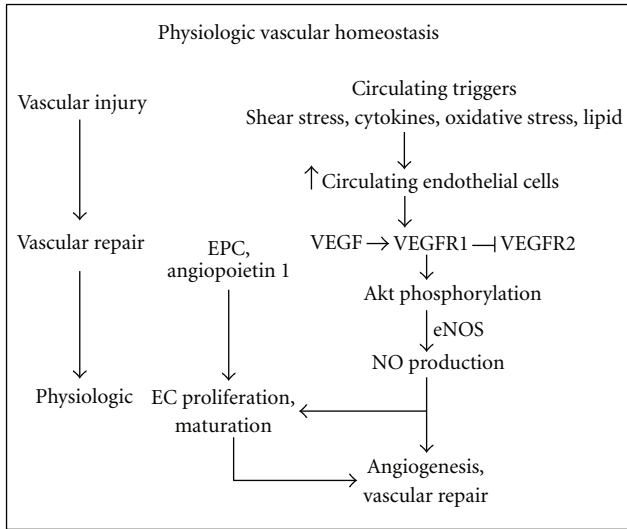 Physiologic vascular homeostasis
Vascular injury
Vascular repair
Physiologic
Circulating triggers
Shear stress, cytokines, oxidative stress, lipid
↑ Circulating endothelial cells
VEGF → VEGFR1 ⊣ VEGFR2
EPC,
angiopoietin 1
Akt phosphorylation
eNOS
NO production
EC proliferation,
maturation
Angiogenesis,
vascular repair